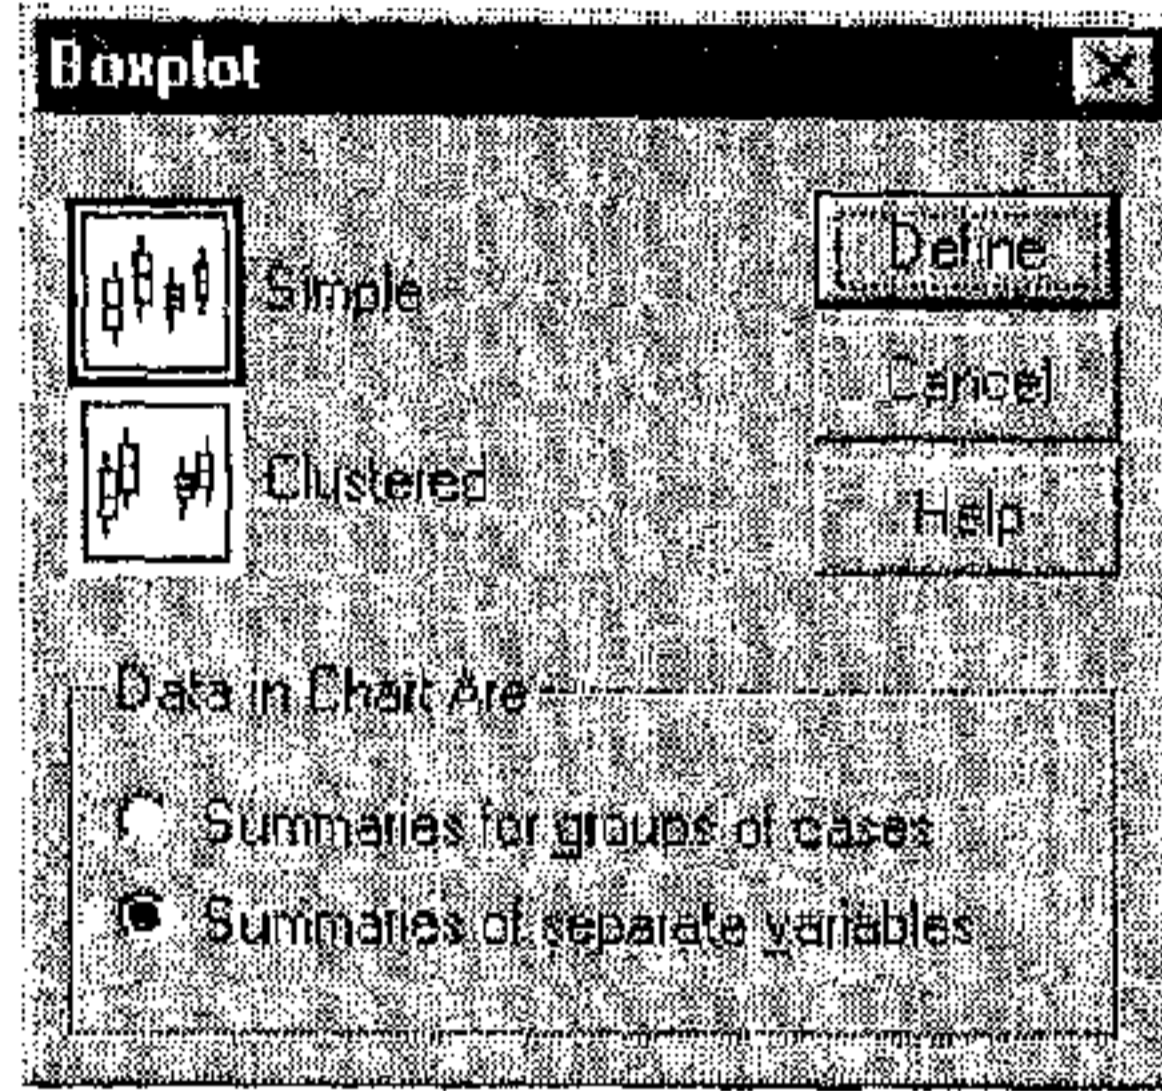 Boxplot
Simple
Define
Cancel
Clustered
Help
Data in Chart Are
Summaries for groups of cases
Summaries of separate variables